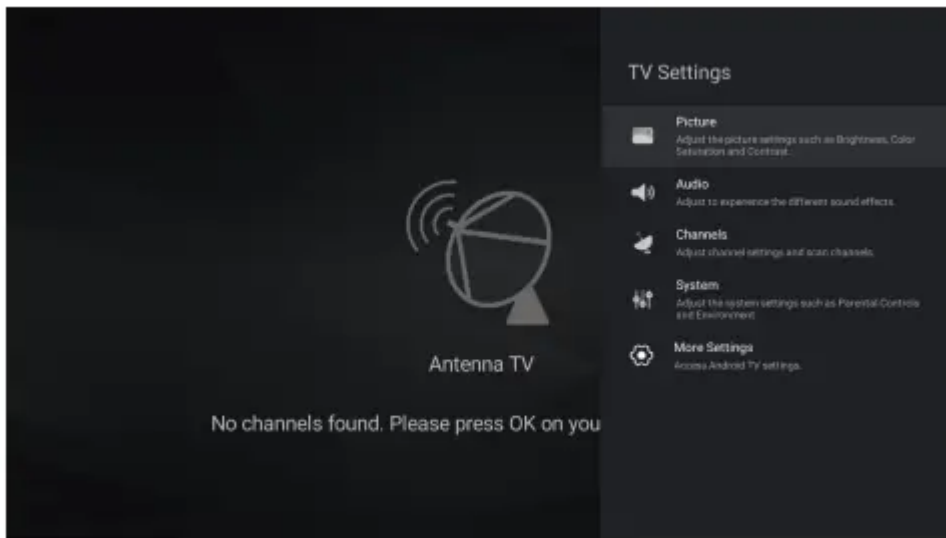 TV Settings
Picture
Adjust the picture settings such as Brightness, Color
Saturation and Contrast.
Audio
Adjust to experience the different sound effects.
Channels
Adjust channel settings and scan channels.
System
Adjust the system settings such as Parental Controls
and Environment
More Settings
Access Android TV settings.
Antenna TV
No channels found. Please press OK on you